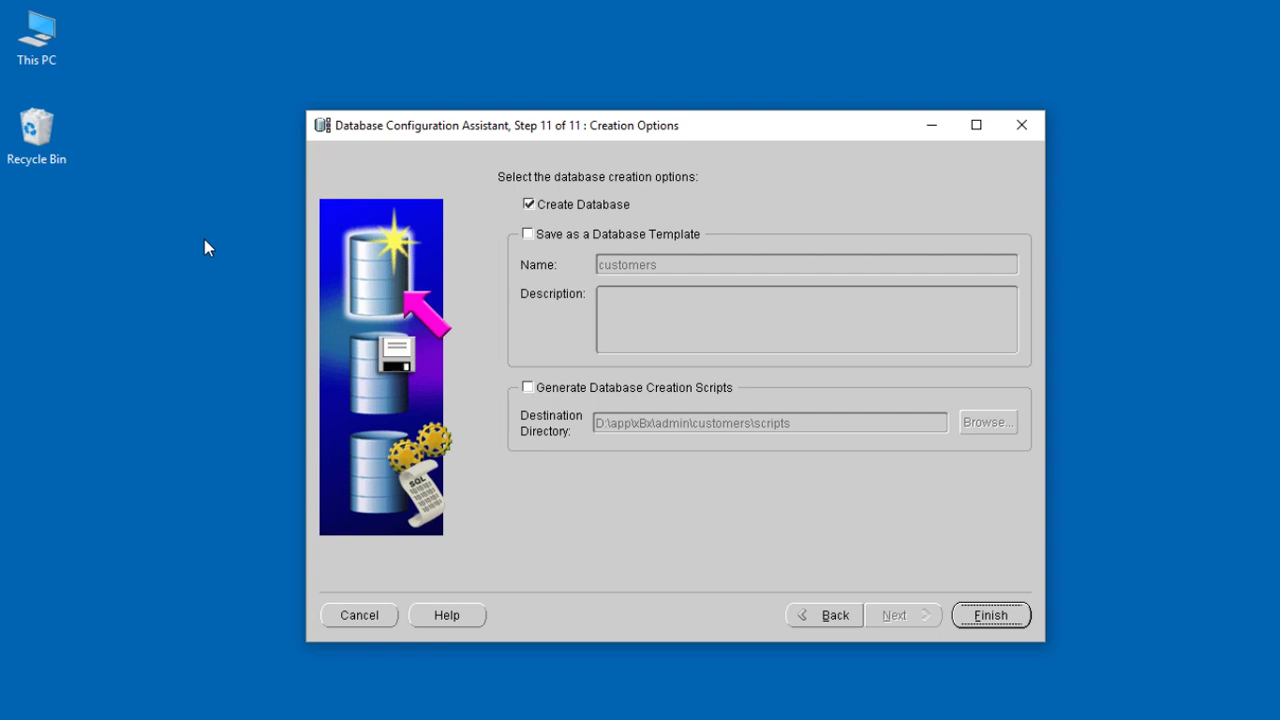 This PC
Recycle Bin
Database Configuration Assistant, Step 11 of 11 : Creation Options
Select the database creation options:
Create Database
Save as a Database Template
Name: customers
Description:
Generate Database Creation Scripts
Destination
Directory:
D:\app\xBx\admin\customers\scripts
Browse...
SQL
Cancel
Help
Back
Next
Finish